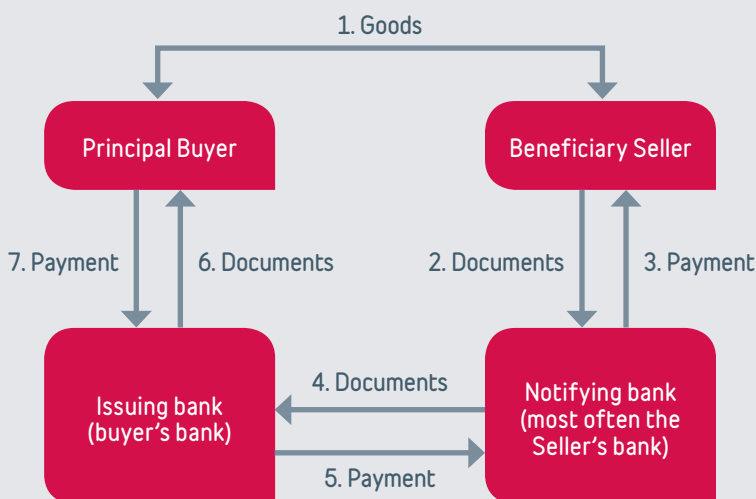 1. Goods
Principal Buyer
Beneficiary Seller
7. Payment
6. Documents
2. Documents
3. Payment
Issuing bank
(buyer's bank)
4. Documents
5. Payment
Notifying bank
(most often the
Seller's bank)